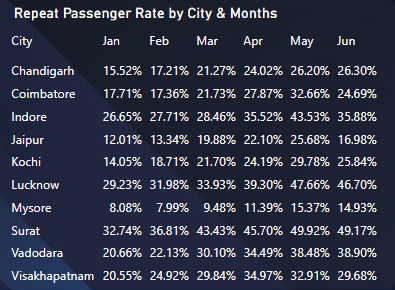 Repeat Passenger Rate by City & Months
City Jan Feb Mar Apr May Jun
Chandigarh 15.52% 17.21% 21.27% 24.02% 26.20% 26.30%
Coimbatore 17.71% 17.36% 21.73% 27.87% 32.66% 24.69%
Indore 26.65% 27.71% 28.46% 35.52% 43.53% 35.88%
Jaipur 12.01% 13.34% 19.88% 22.10% 25.68% 16.98%
Kochi 14.05% 18.71% 21.70% 24.19% 29.78% 25.84%
Lucknow 29.23% 31.98% 33.93% 39.30% 47.66% 46.70%
Mysore 8.08% 7.99% 9.48% 11.39% 15.37% 14.93%
Surat 32.74% 36.81% 43.43% 45.70% 49.92% 49.17%
Vadodara 20.66% 22.13% 30.10% 34.49% 38.48% 38.90%
Visakhapatnam 20.55% 24.92% 29.84% 34.97% 32.91% 29.68%